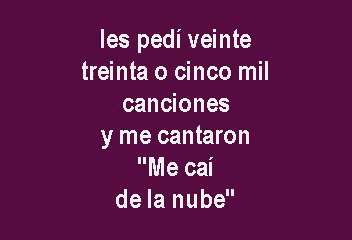 les pedí veinte
treinta o cinco mil
canciones
y me cantaron
"Me caí
de la nube"